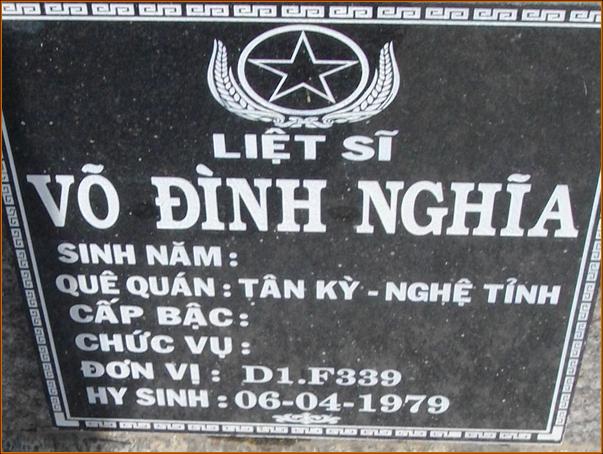 LIỆT SĨ
VÕ ĐÌNH NGHĨA
SINH NĂM :
QUÊ QUÁN : TÂN KỲ - NGHỆ TỈNH
CẤP BẬC :
CHỨC VỤ :
ĐƠN VỊ : D1.F339
HY SINH : 06-04-1979